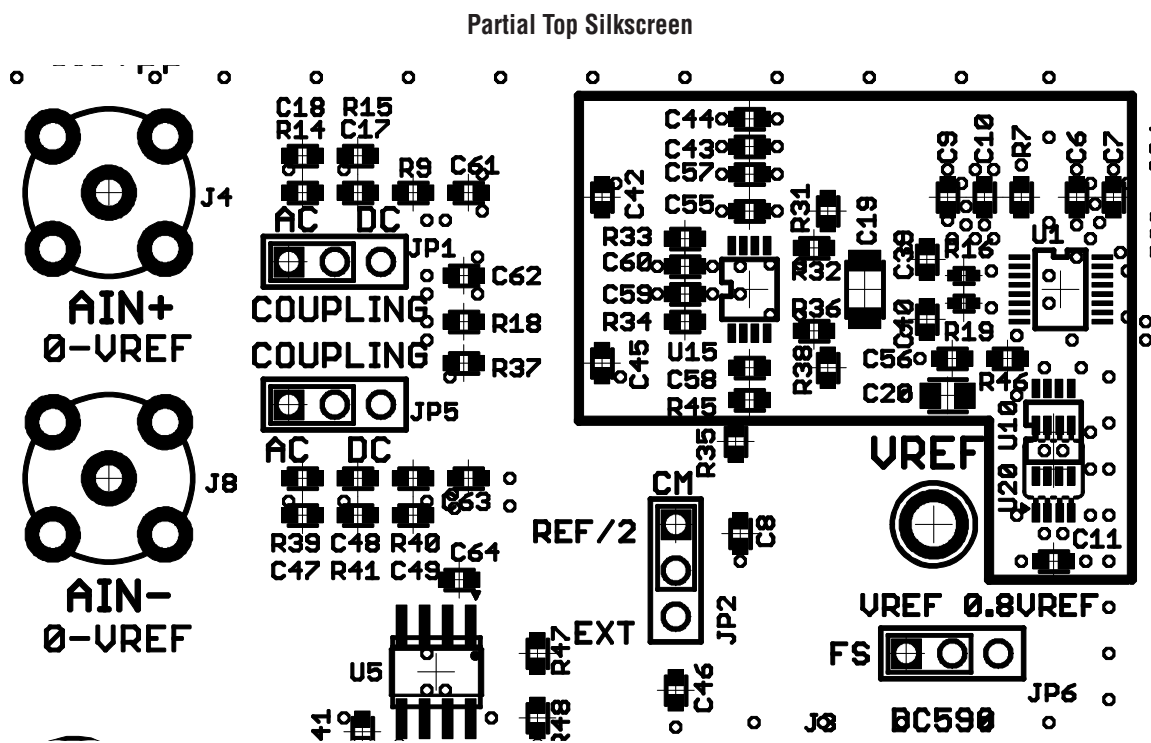 Partial Top Silkscreen
C18 R15
R14 C17
R9 C61
J4
AC DC
JP1
COUPLING
C62
R18
R37
AIN+
0-VREF
COUPLING
JP5
AC DC
J8
C63
R39 C48 R40
C47 R41 C49
C64
AIN-
0-VREF
U5
R47
R48
41
C44
C43
C57
C55
C42
R33
C60
C59
R34
C45
U15
C58
R45
R35
R31
R32
R36
R38
C19
C39
C40
R16
R19
C56
C20
R46
C9
C10
R7
C6
C7
U1
U10
U20
C11
VREF
CM
REF/2
C8
JP2
EXT
C46
VREF 0.8VREF
FS
JP6
J3
DC590